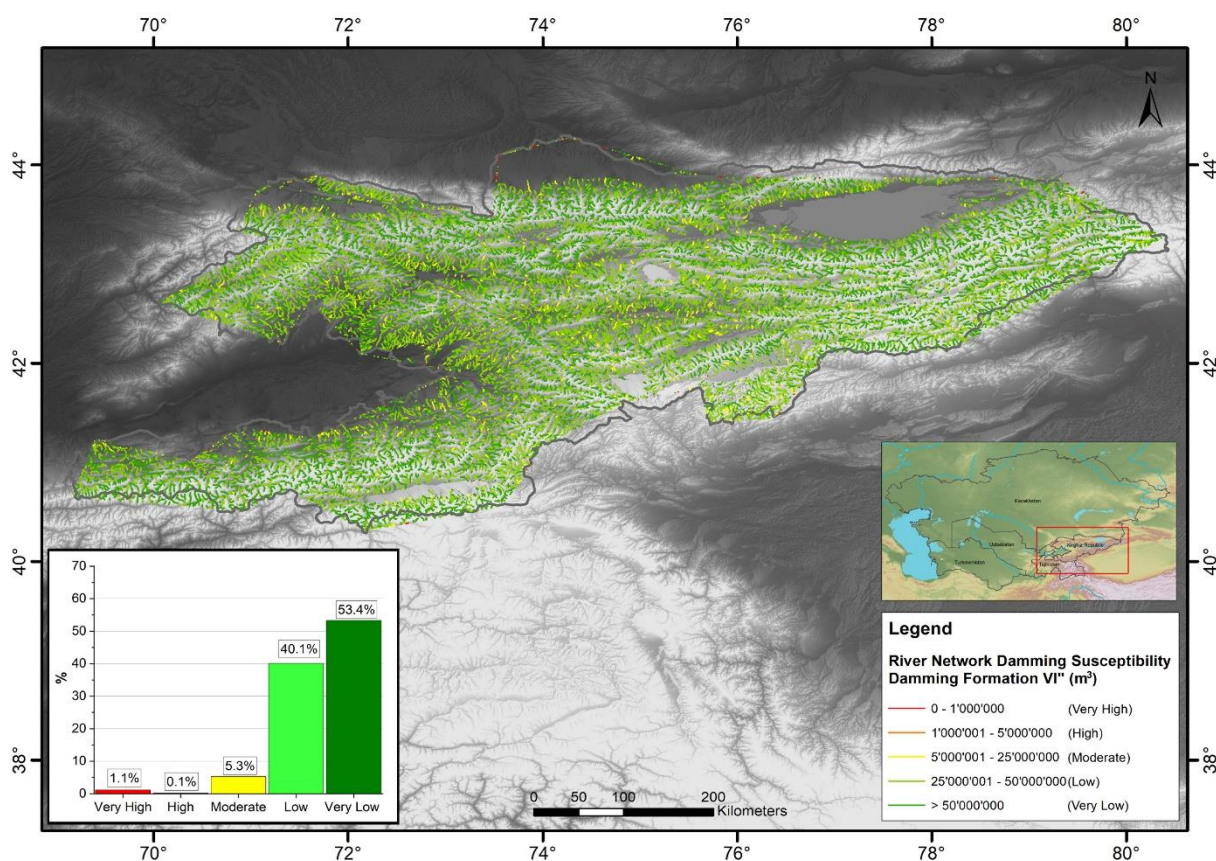 70° 72° 74° 76° 78° 80°
N
44° 44°
42° 42°
40° 40°
38° 38°
Kazakhstan
Uzbekistan
Turkmenistan
Kyrghyz Republic
70
60
50
40
30
20
10
0
%
1.1%
0.1%
5.3%
40.1%
53.4%
Very High High Moderate Low Very Low
0 50 100 200
Kilometers
Legend
River Network Damming Susceptibility
Damming Formation VI" (m³)
0 - 1'000'000 (Very High)
1'000'001 - 5'000'000 (High)
5'000'001 - 25'000'000 (Moderate)
25'000'001 - 50'000'000 (Low)
> 50'000'000 (Very Low)
70° 72° 74° 76° 78° 80°